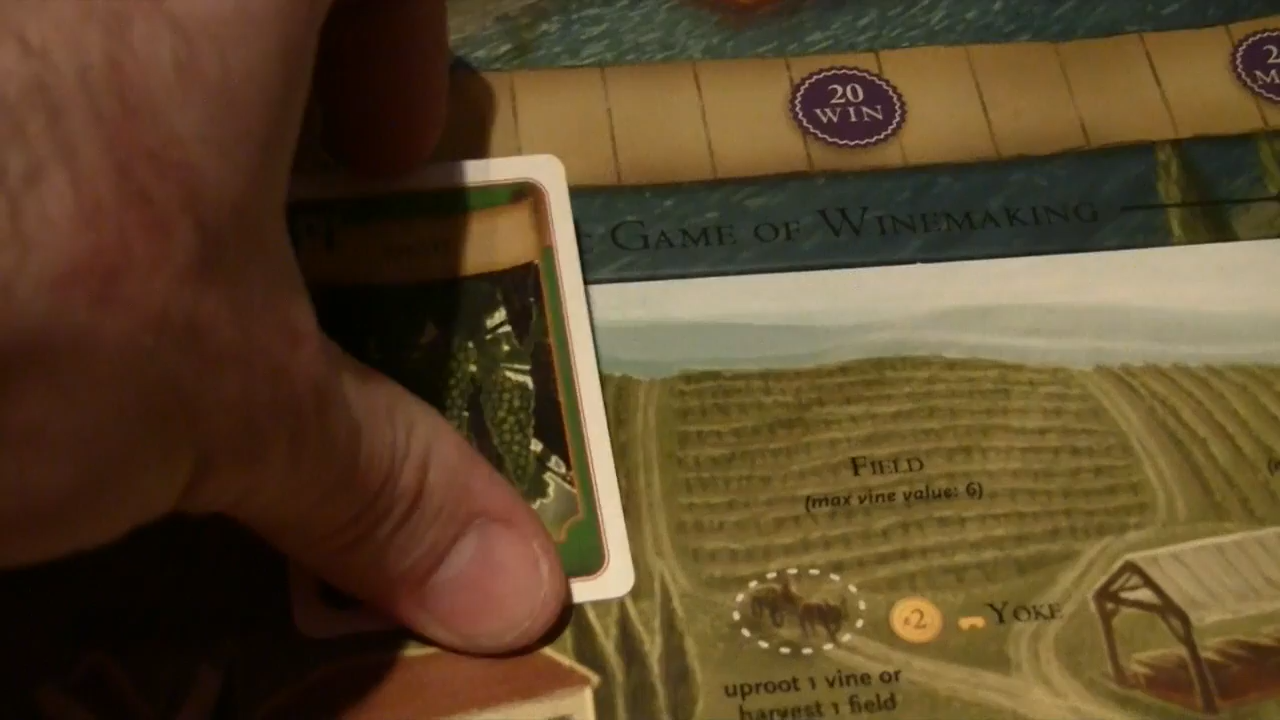 20
WIN
2
M
GAME OF WINEMAKING
FIELD
(max vine value: 6)
2 YOKE
uproot 1 vine or
harvest 1 field